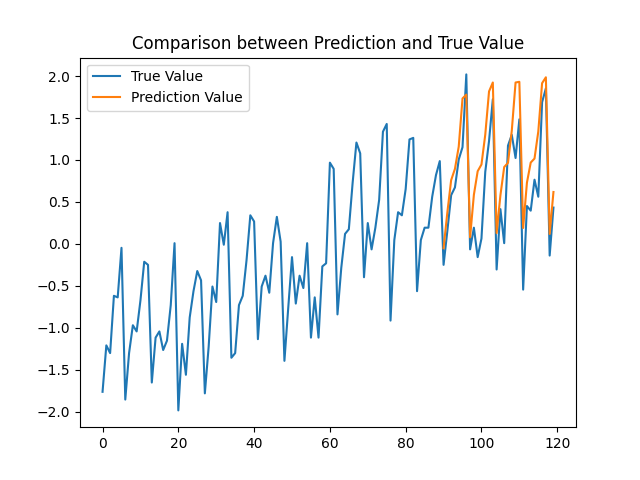 Comparison between Prediction and True Value
True Value
Prediction Value
2.0
1.5
1.0
0.5
0.0
−0.5
−1.0
−1.5
−2.0
0 20 40 60 80 100 120